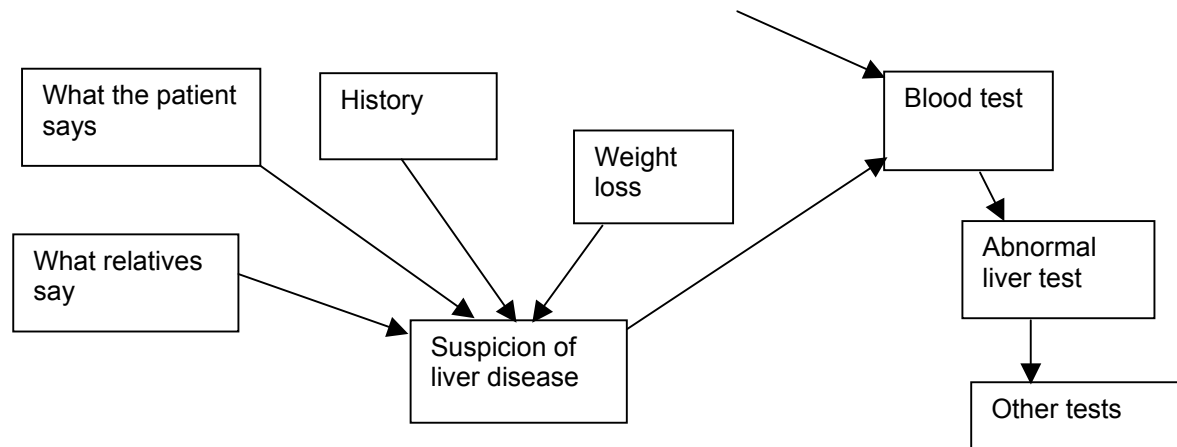 What the patient
says
History
Weight
loss
Blood test
What relatives
say
Abnormal
liver test
Suspicion of
liver disease
Other tests